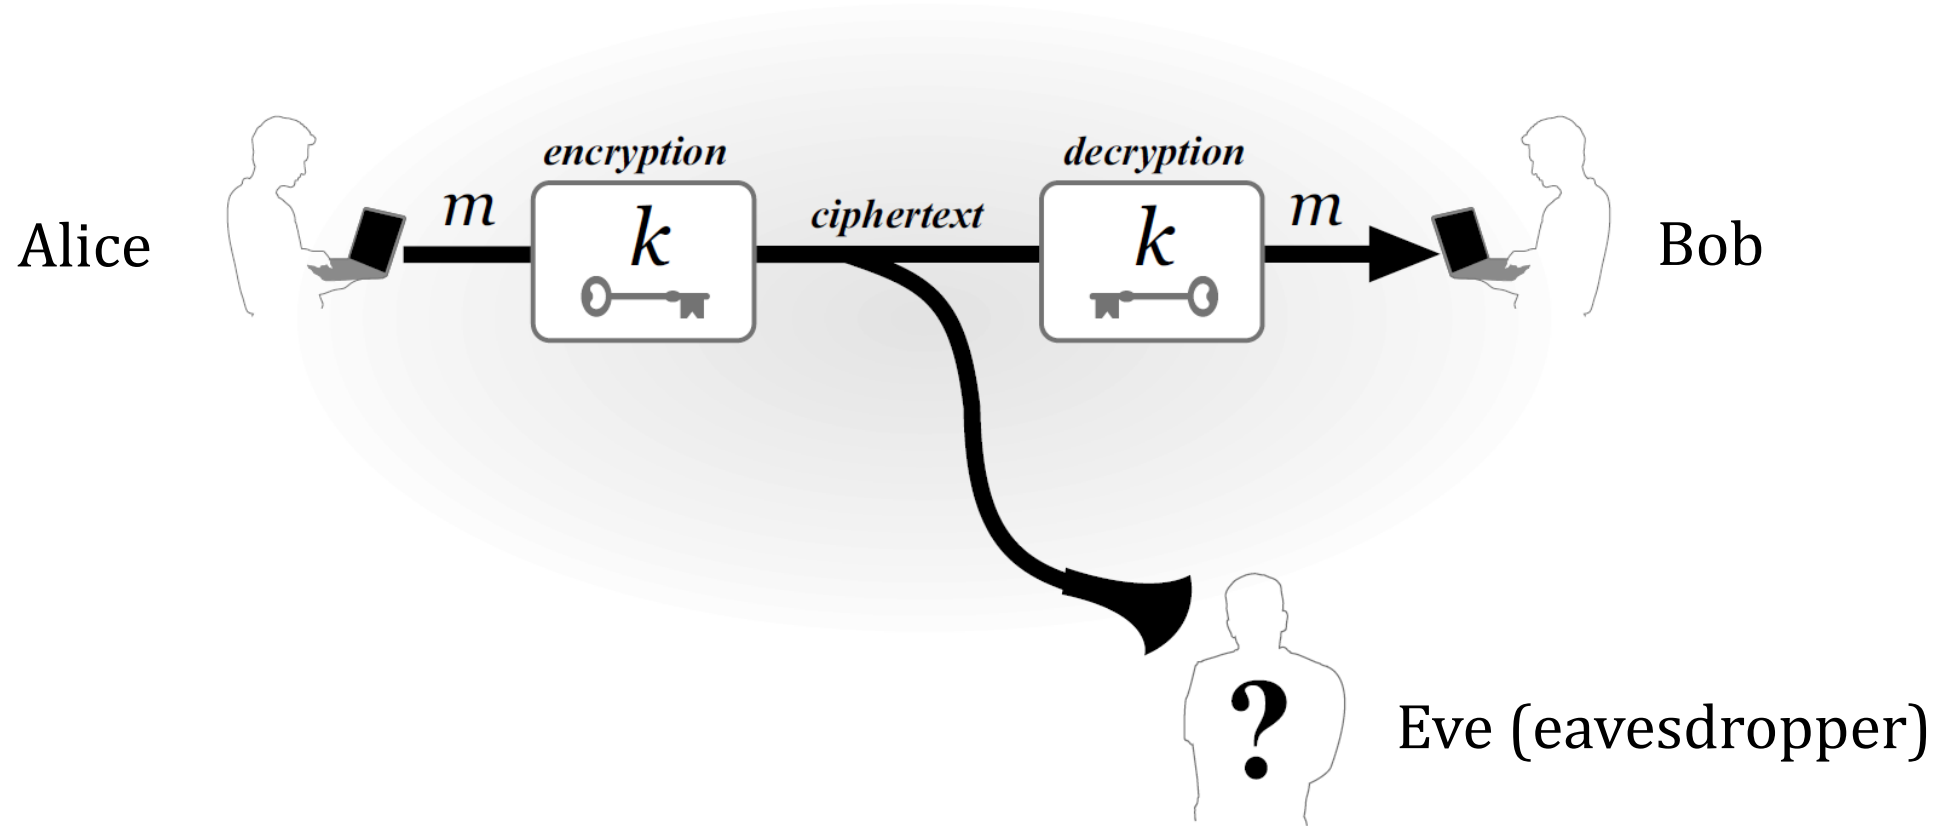 encryption
decryption
m
k
ciphertext
k
m
Alice
Bob
?
Eve (eavesdropper)